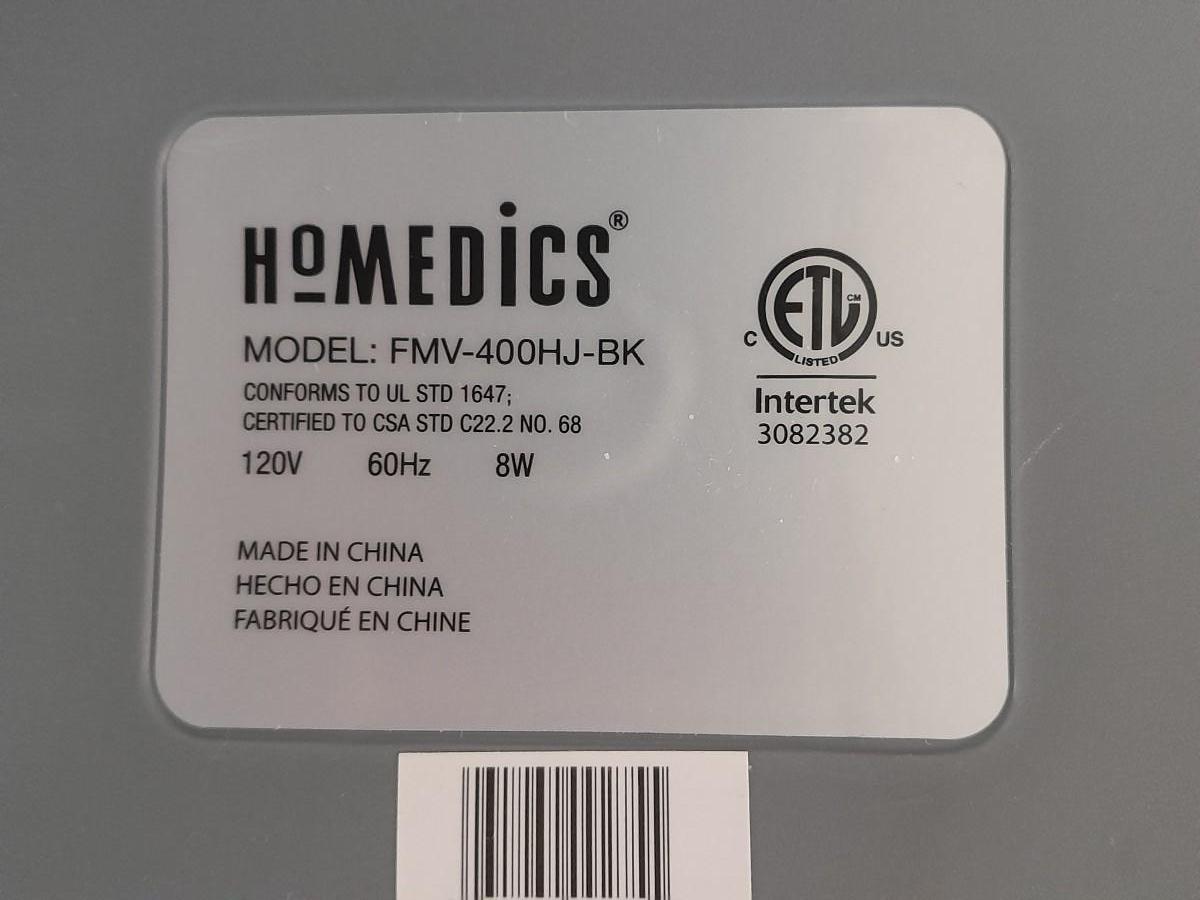 HoMEDiCS®
MODEL: FMV-400HJ-BK
CONFORMS TO UL STD 1647;
CERTIFIED TO CSA STD C22.2 NO. 68
120V 60Hz 8W
MADE IN CHINA
HECHO EN CHINA
FABRIQUÉ EN CHINE
ETL CM
C LISTED US
Intertek
3082382